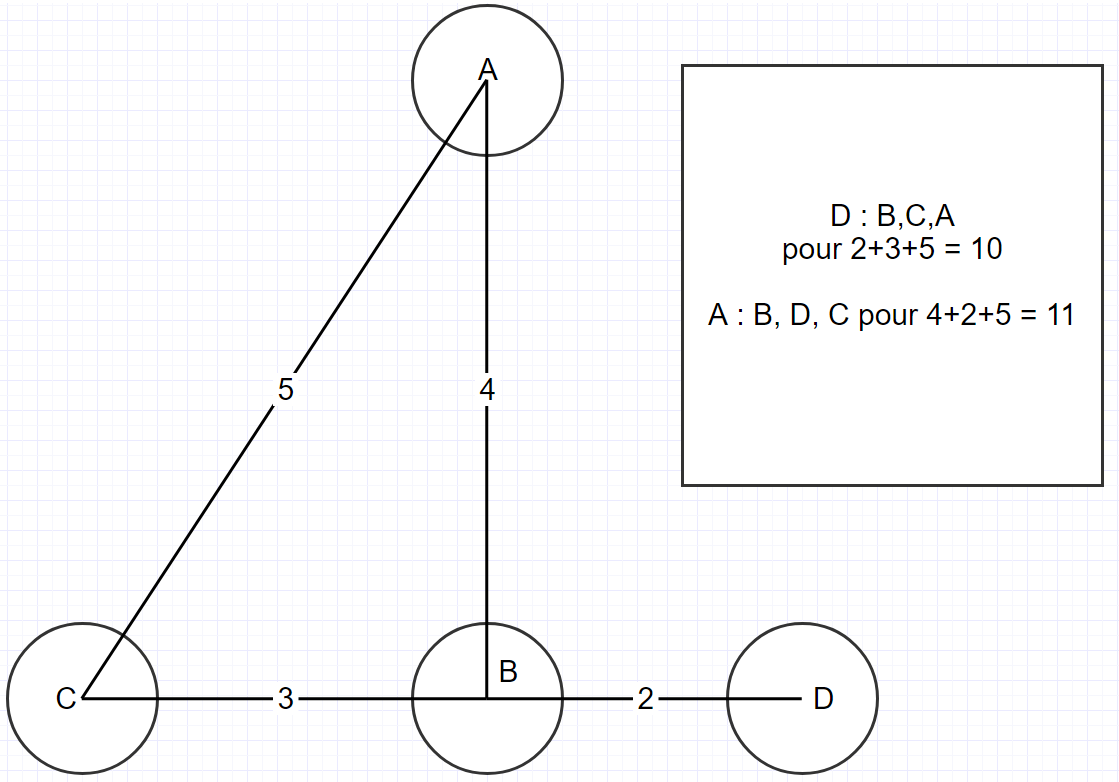 A
D : B,C,A
pour 2+3+5 = 10
A : B, D, C pour 4+2+5 = 11
5
4
B
C
3
2
D